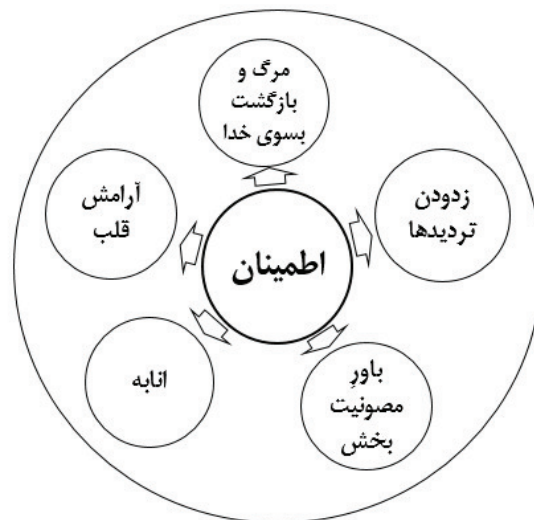 مرگ و
بازگشت
بسوی خدا
زدودن
تردیدها
باورِ
مصونیت
بخش
انابه
آرامش
قلب
اطمینان